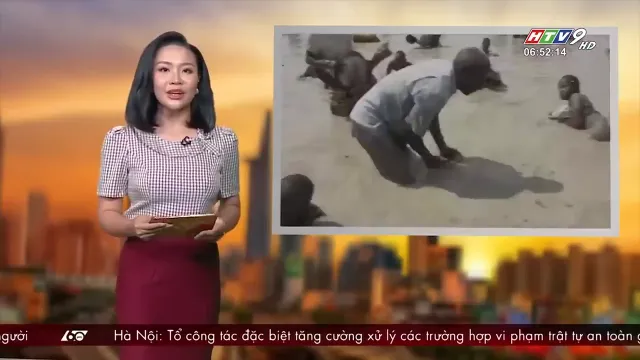 HTV9 HD
06:52:14
người 60 Hà Nội: Tổ công tác đặc biệt tăng cường xử lý các trường hợp vi phạm trật tự an toàn